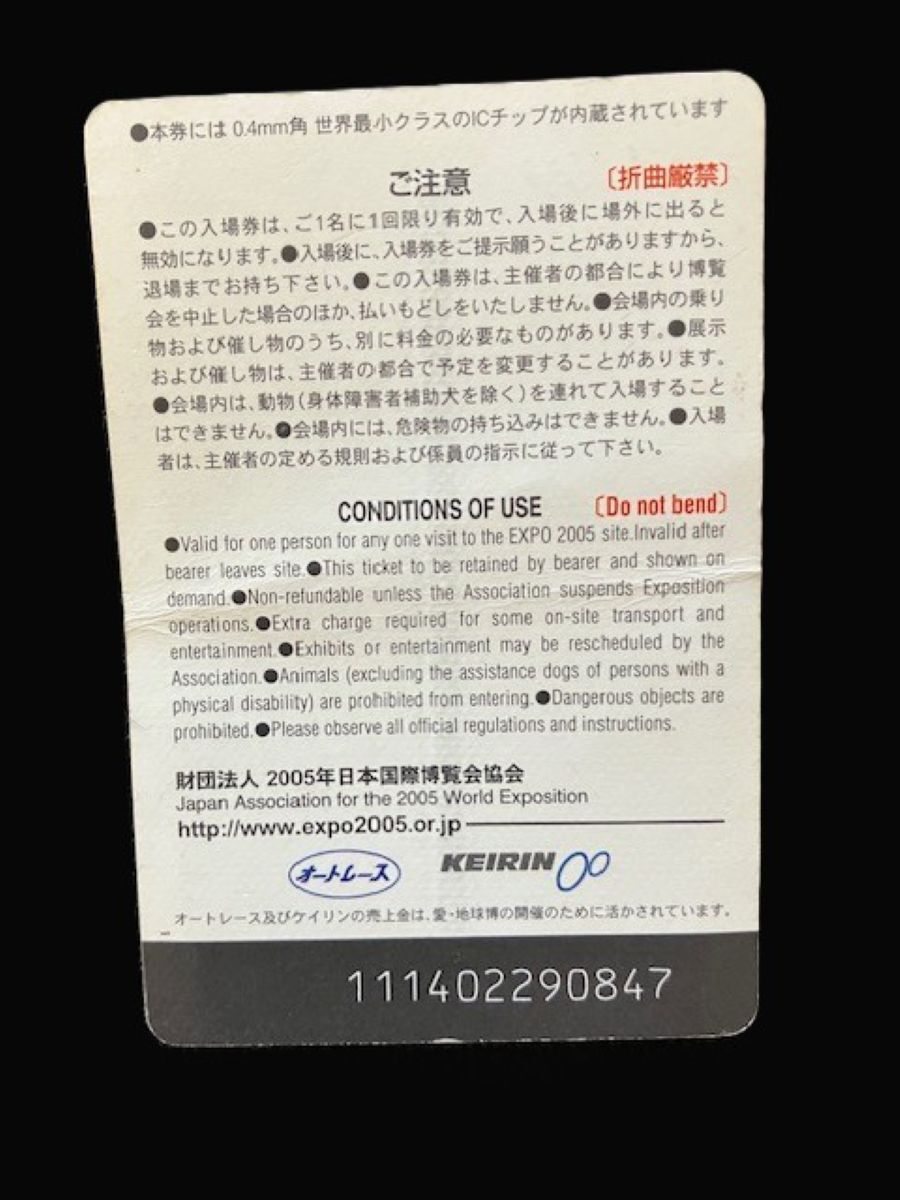 ●本券には 0.4mm角 世界最小クラスのICチップが内蔵されています
ご注意 〔折曲厳禁〕
●この入場券は、ご1名に1回限り有効で、入場後に場外に出ると
無効になります。●入場後に、入場券をご提示願うことがありますから、
退場までお持ち下さい。●この入場券は、主催者の都合により博覧
会を中止した場合のほか、払いもどしをいたしません。●会場内の乗り
物および催し物のうち、別に料金の必要なものがあります。●展示
および催し物は、主催者の都合で予定を変更することがあります。
●会場内は、動物(身体障害者補助犬を除く)を連れて入場すること
はできません。●会場内には、危険物の持ち込みはできません。●入場
者は、主催者の定める規則および係員の指示に従って下さい。
CONDITIONS OF USE 〔Do not bend〕
●Valid for one person for any one visit to the EXPO 2005 site.Invalid after
bearer leaves site.●This ticket to be retained by bearer and shown on
demand.●Non-refundable unless the Association suspends Exposition
operations.●Extra charge required for some on-site transport and
entertainment.●Exhibits or entertainment may be rescheduled by the
Association.●Animals (excluding the assistance dogs of persons with a
physical disability) are prohibited from entering.●Dangerous objects are
prohibited.●Please observe all official regulations and instructions.
財団法人 2005年日本国際博覧会協会
Japan Association for the 2005 World Exposition
http://www.expo2005.or.jp
オートレース KEIRIN
オートレース及びケイリンの売上金は、愛・地球博の開催のために活かされています。
111402290847